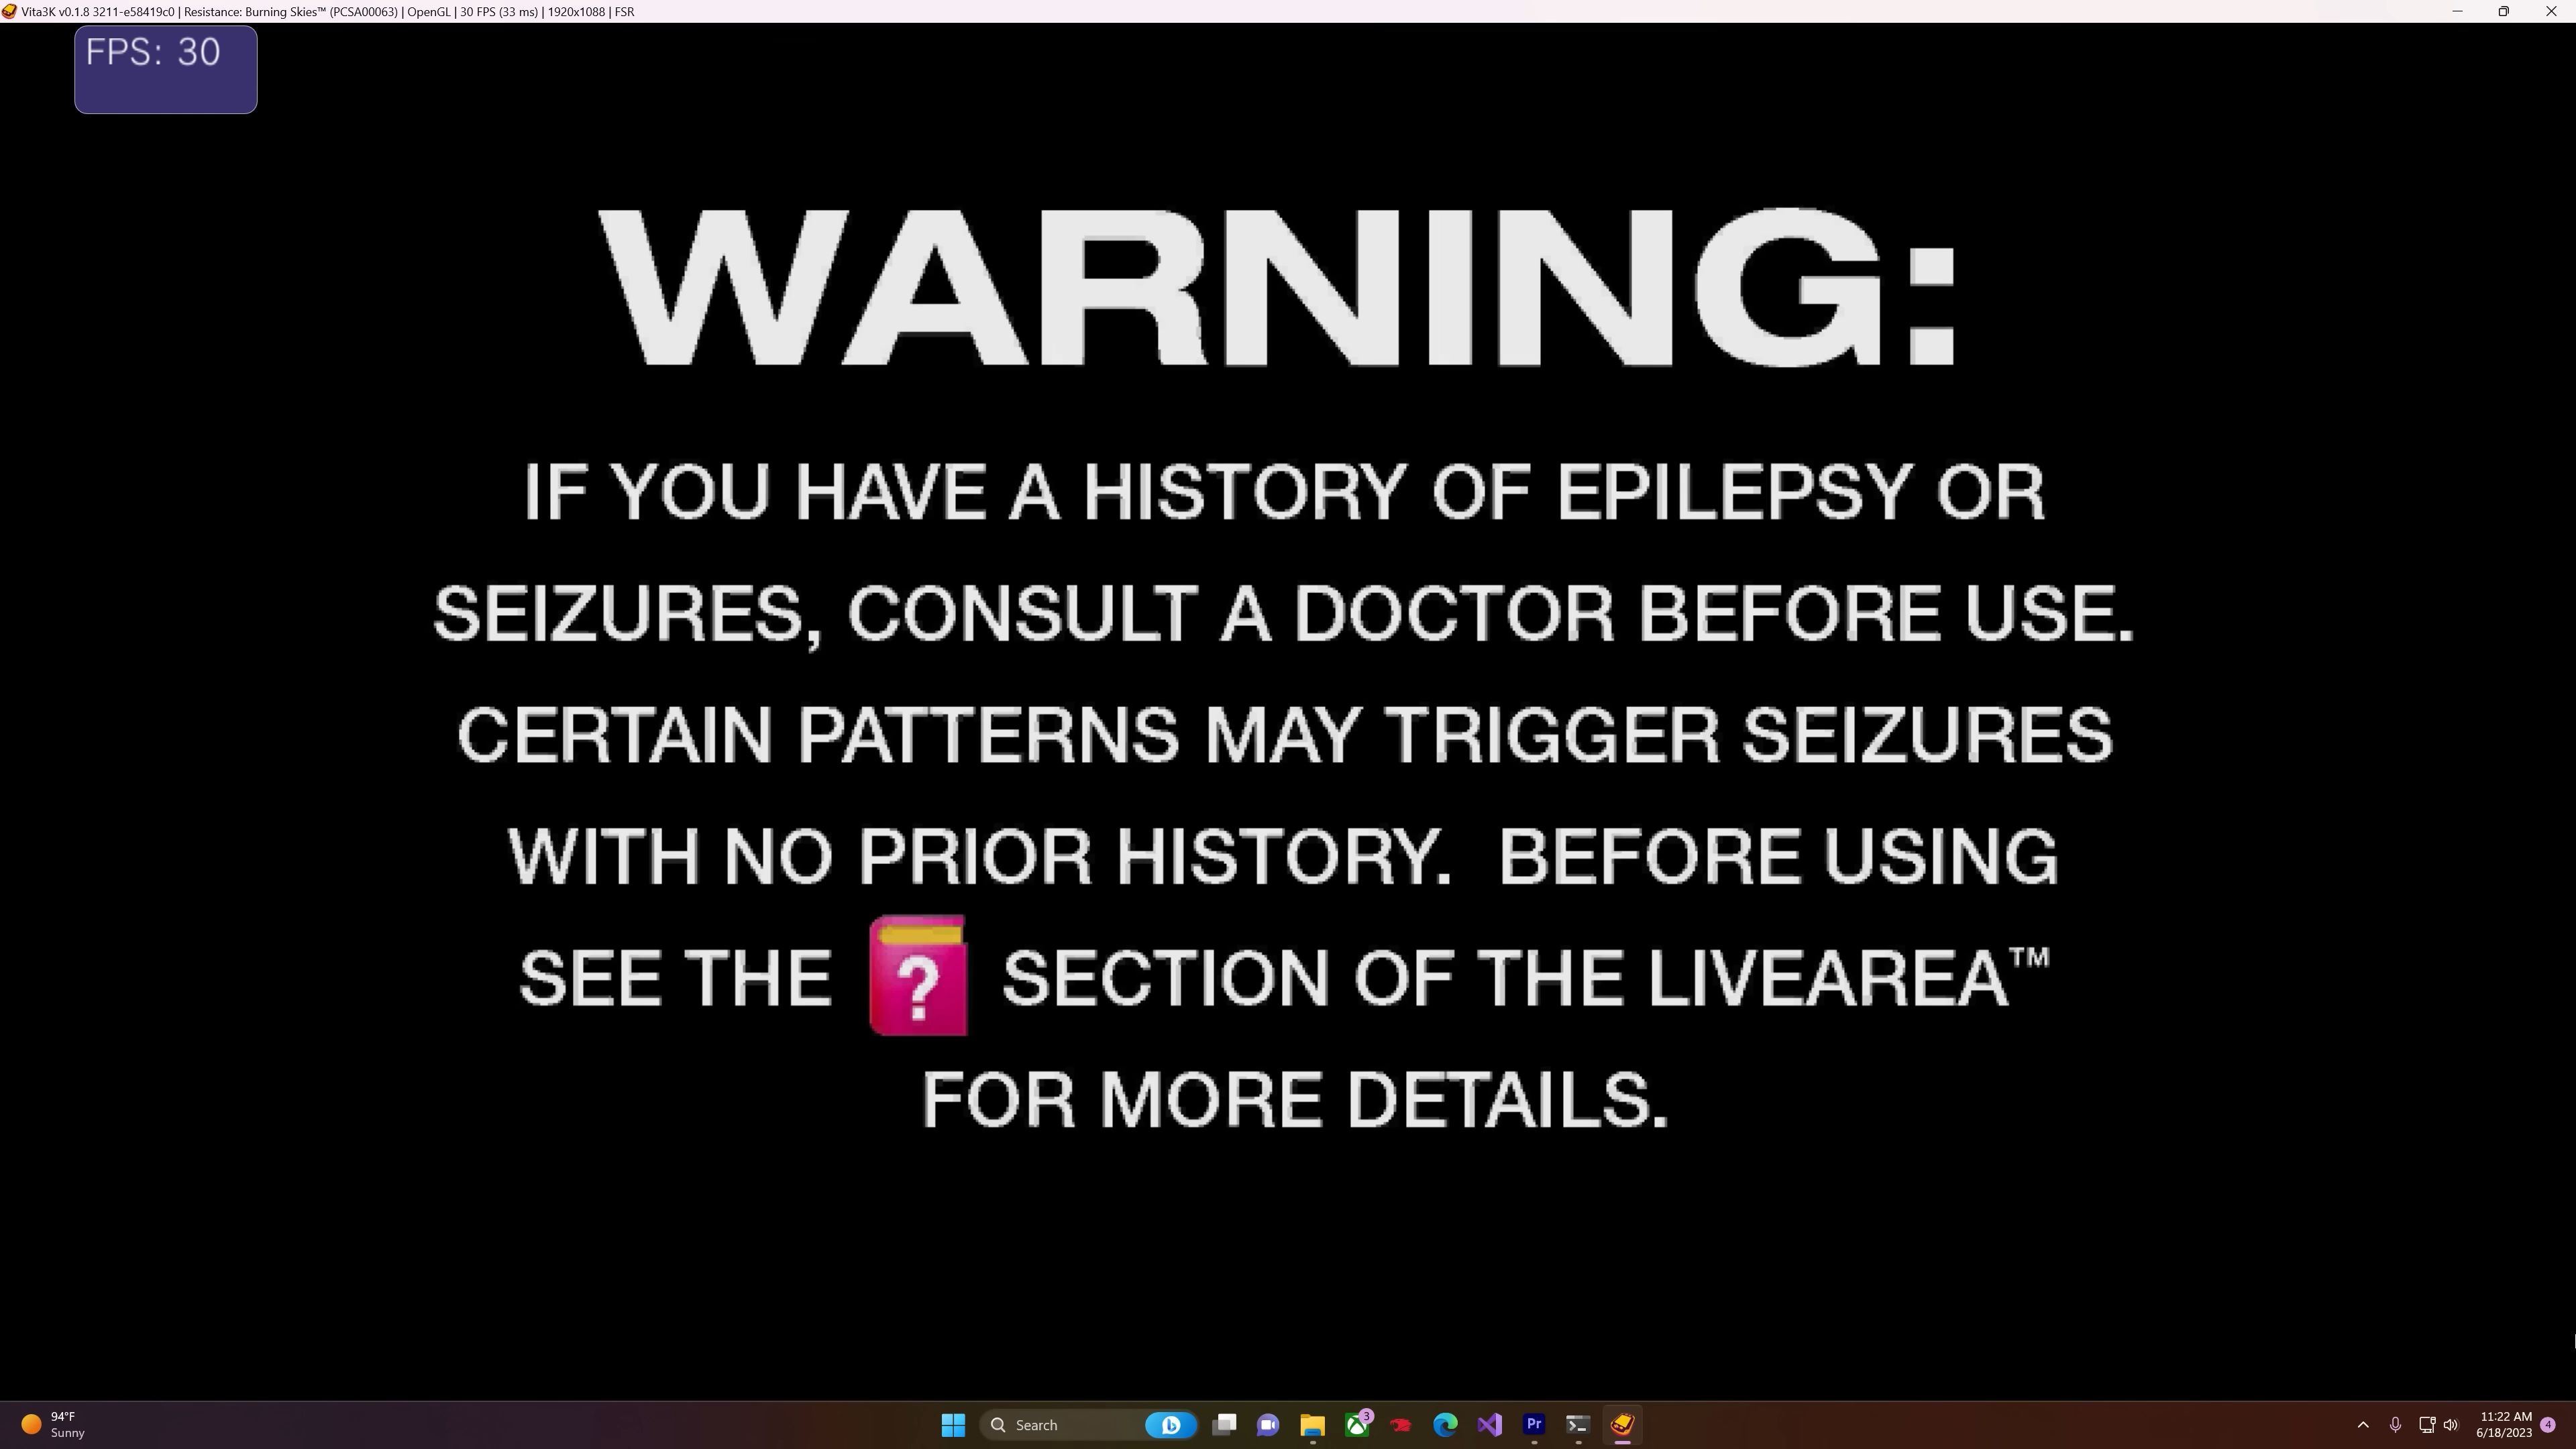 Vita3K v0.1.8 3211-e58419c0 | Resistance: Burning Skies™ (PCSA00063) | OpenGL | 30 FPS (33 ms) | 1920x1088 | FSR
FPS: 30
WARNING:
IF YOU HAVE A HISTORY OF EPILEPSY OR
SEIZURES, CONSULT A DOCTOR BEFORE USE.
CERTAIN PATTERNS MAY TRIGGER SEIZURES
WITH NO PRIOR HISTORY. BEFORE USING
SEE THE ? SECTION OF THE LIVEAREA™
FOR MORE DETAILS.
94°F
Sunny
Search
b
3
Pr
11:22 AM
6/18/2023
4